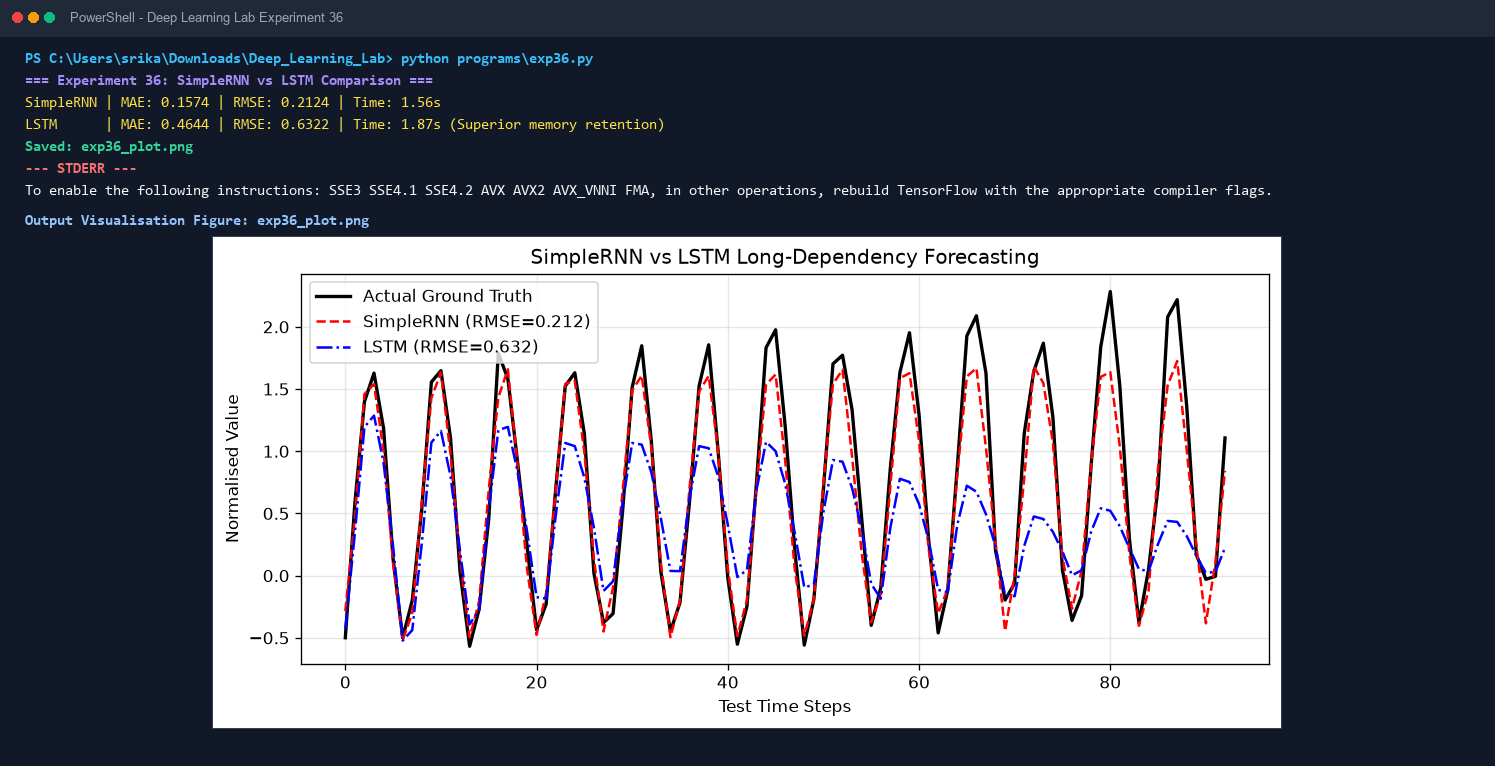 PowerShell - Deep Learning Lab Experiment 36
PS C:\Users\srika\Downloads\Deep_Learning_Lab> python programs\exp36.py
=== Experiment 36: SimpleRNN vs LSTM Comparison ===
SimpleRNN | MAE: 0.1574 | RMSE: 0.2124 | Time: 1.56s
LSTM      | MAE: 0.4644 | RMSE: 0.6322 | Time: 1.87s (Superior memory retention)
Saved: exp36_plot.png
--- STDERR ---
To enable the following instructions: SSE3 SSE4.1 SSE4.2 AVX AVX2 AVX_VNNI FMA, in other operations, rebuild TensorFlow with the appropriate compiler flags.
Output Visualisation Figure: exp36_plot.png
SimpleRNN vs LSTM Long-Dependency Forecasting
Actual Ground Truth
SimpleRNN (RMSE=0.212)
LSTM (RMSE=0.632)
Normalised Value
2.0
1.5
1.0
0.5
0.0
−0.5
0 20 40 60 80
Test Time Steps